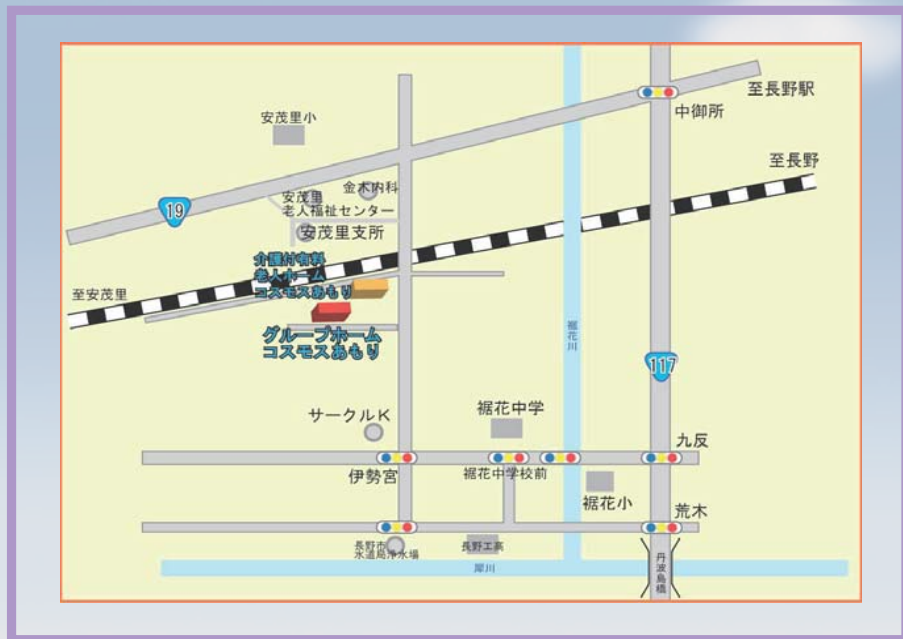 至長野駅
中御所
安茂里小
至長野
19
金木内科
安茂里
老人福祉センター
安茂里支所
介護付有料
老人ホーム
コスモスあもり
至安茂里
グループホーム
コスモスあもり
裾花川
117
サークルK
裾花中学
九反
伊勢宮
裾花中学校前
裾花小
荒木
長野市
水道局浄水場
長野工高
犀川
丹波島橋